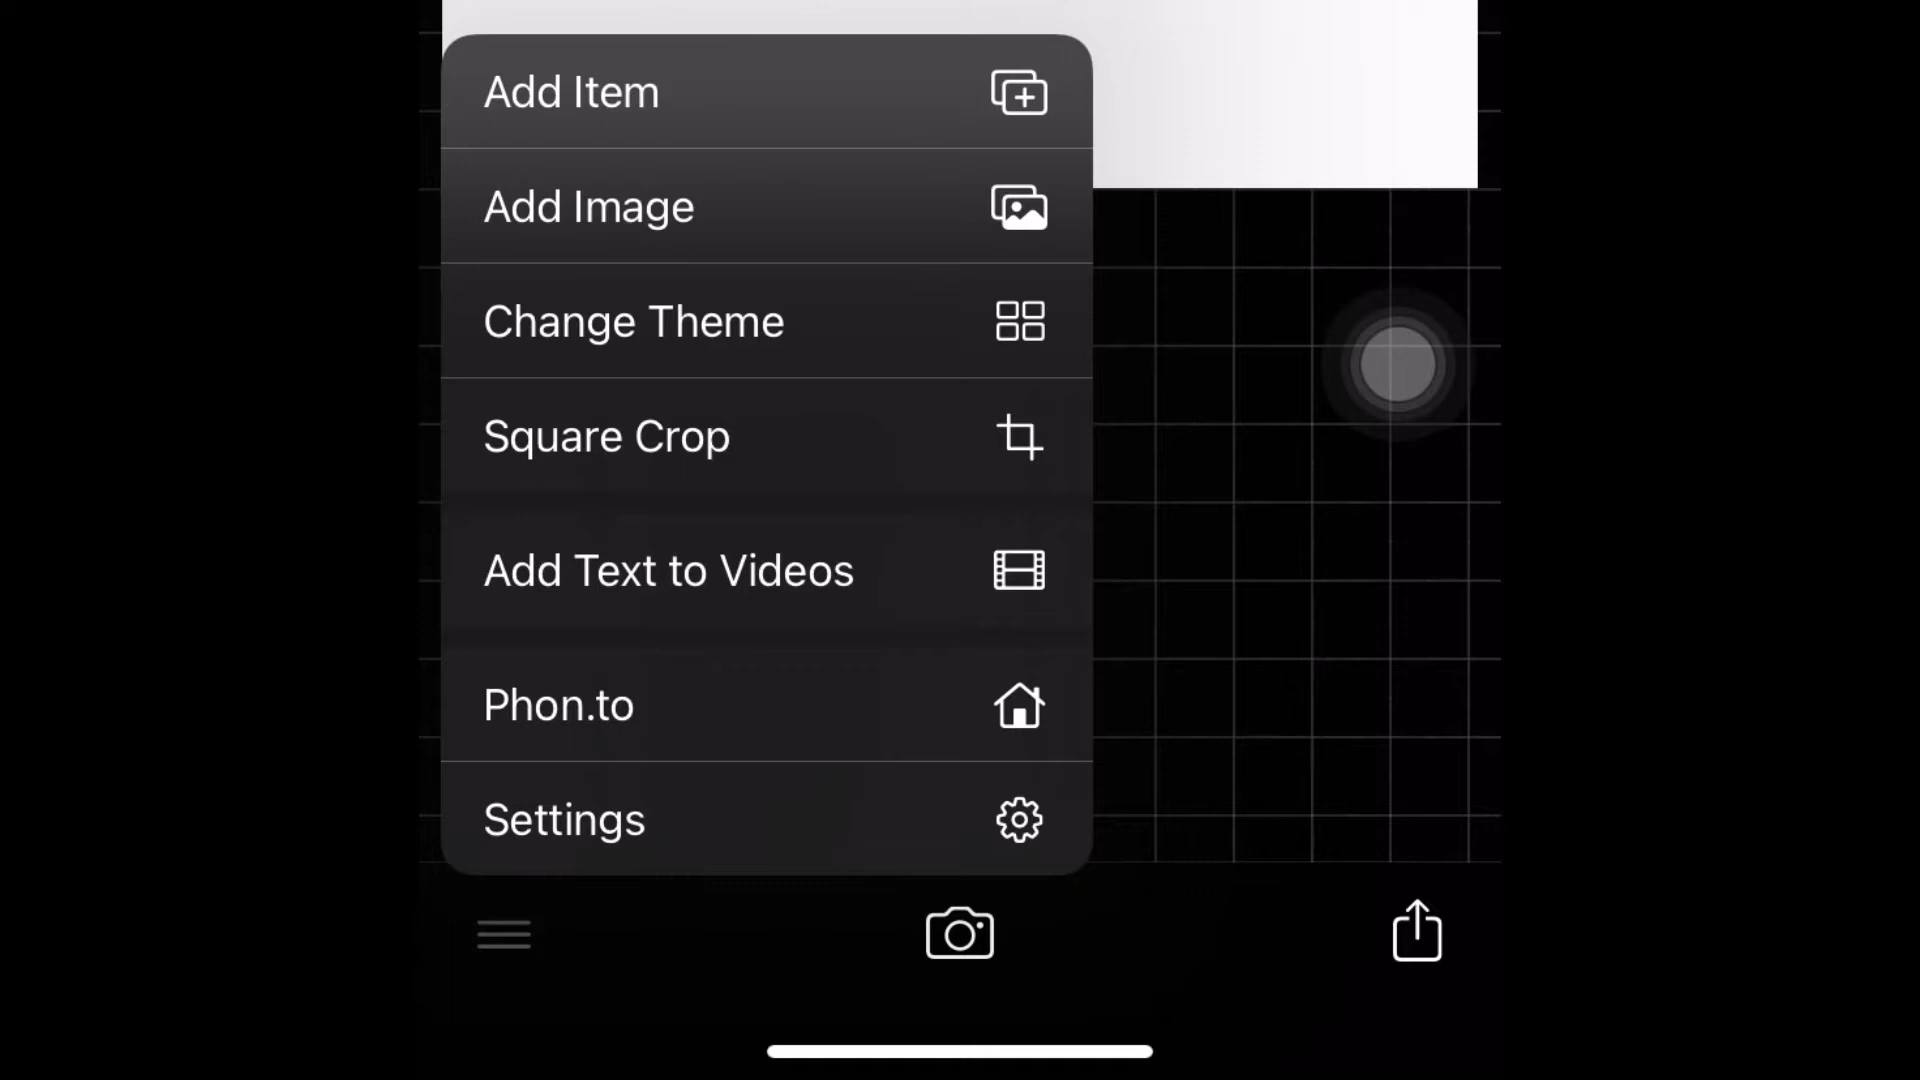 Add Item
Add Image
Change Theme
Square Crop
Add Text to Videos
Phon.to
Settings